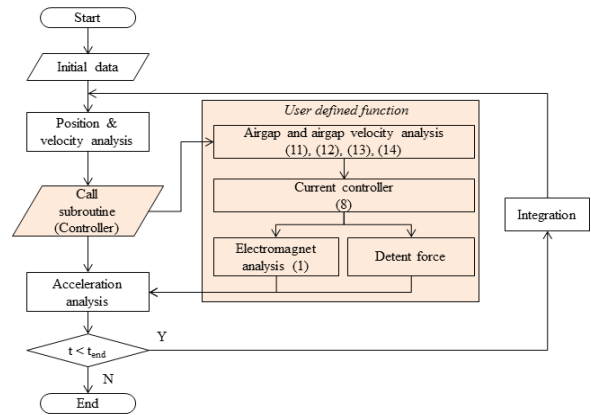 Start
Initial data
Position &
velocity analysis
Call
subroutine
(Controller)
User defined function
Airgap and airgap velocity analysis
(11), (12), (13), (14)
Current controller
(8)
Electromagnet
analysis (1)
Detent force
Integration
Acceleration
analysis
t < tend
Y
N
End